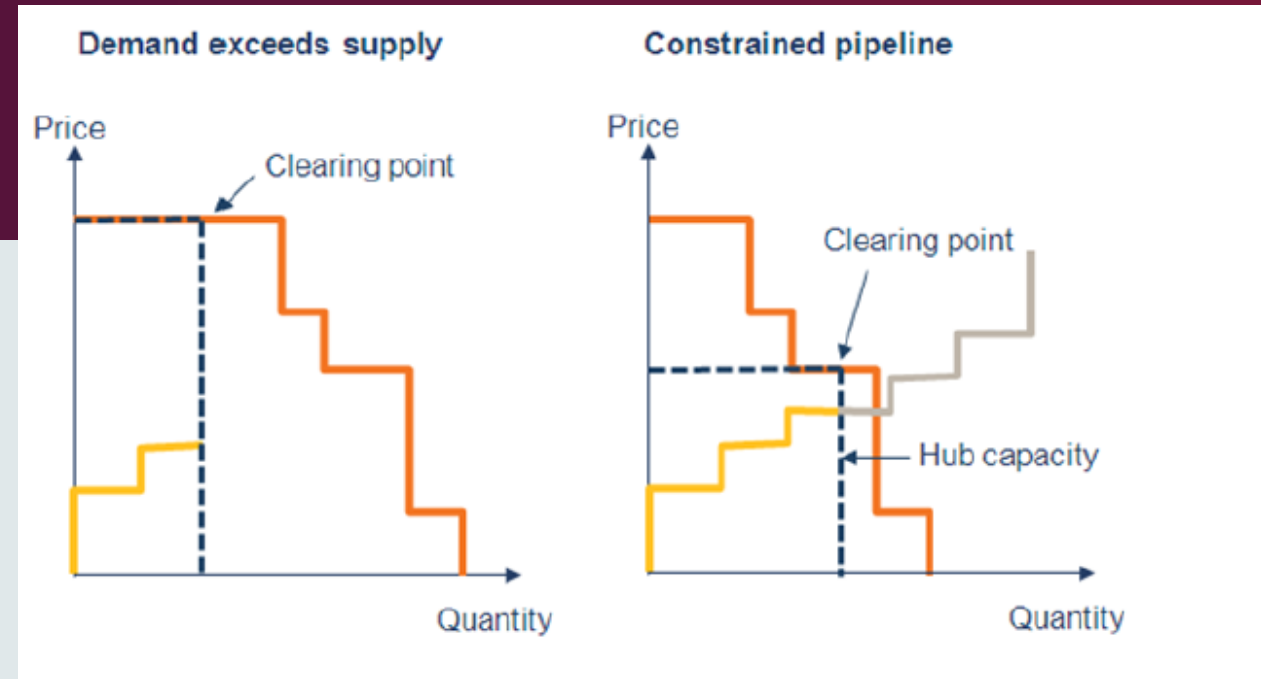 Demand exceeds supply
Price
Clearing point
Quantity
Constrained pipeline
Price
Clearing point
Hub capacity
Quantity